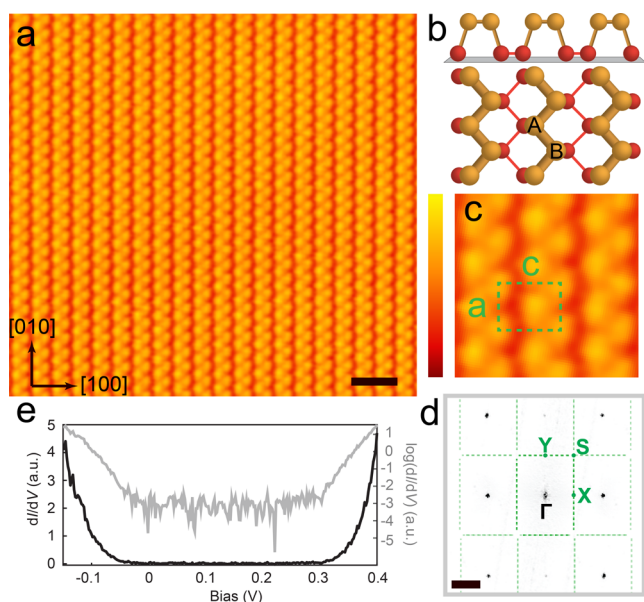 a
[010]
[100]
b
A
B
c
c
a
d
Y
S
X
Γ
e
5
4
3
2
1
0
dI/dV (a.u.)
1
0
-1
-2
-3
-4
-5
log(dI/dV) (a.u.)
-0.1
0
0.1
0.2
0.3
0.4
Bias (V)